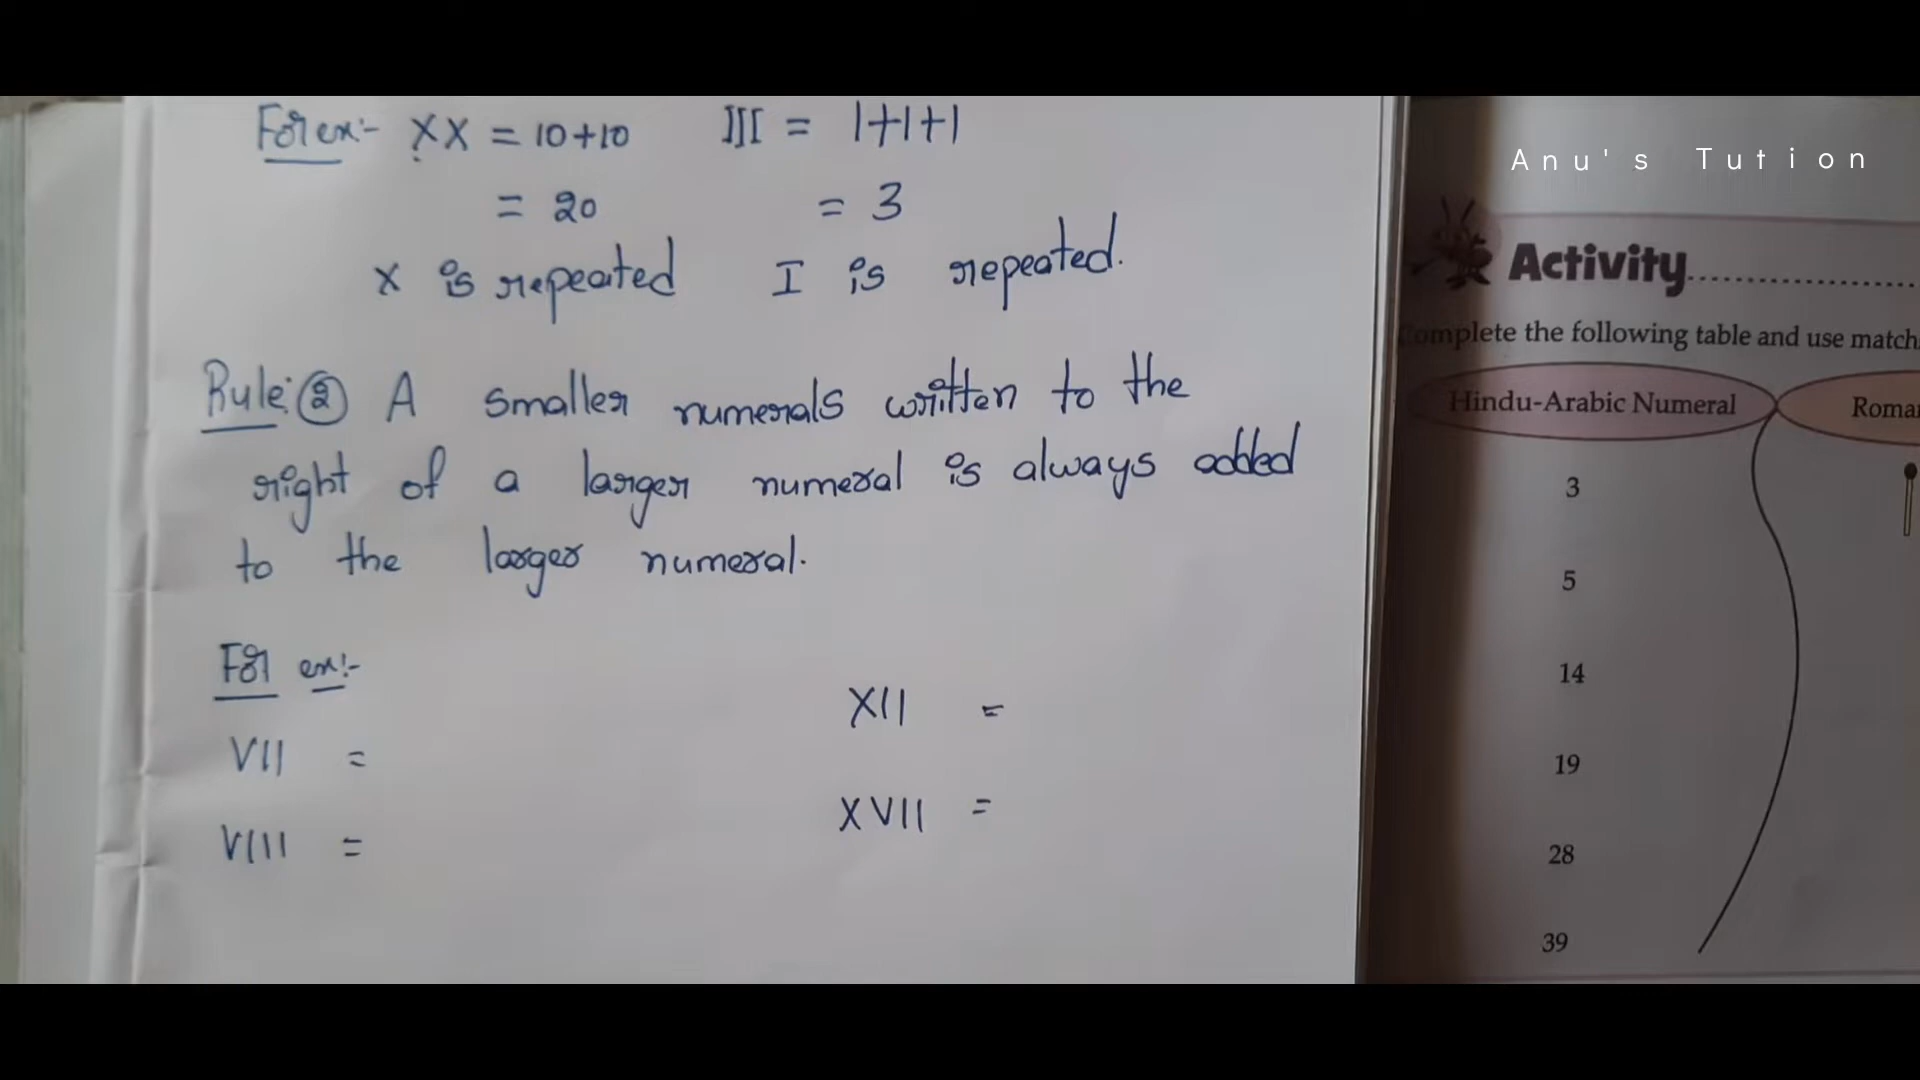 For ex:- XX = 10+10 III = 1+1+1
= 20 = 3
X is repeated I is repeated.
Rule: 2 A smaller numerals written to the
right of a larger numeral is always added
to the larger numeral.
For ex:-
VII =
VIII =
XII =
XVII =
Anu's Tution
Activity
Complete the following table and use match
Hindu-Arabic Numeral Roma
3
5
14
19
28
39